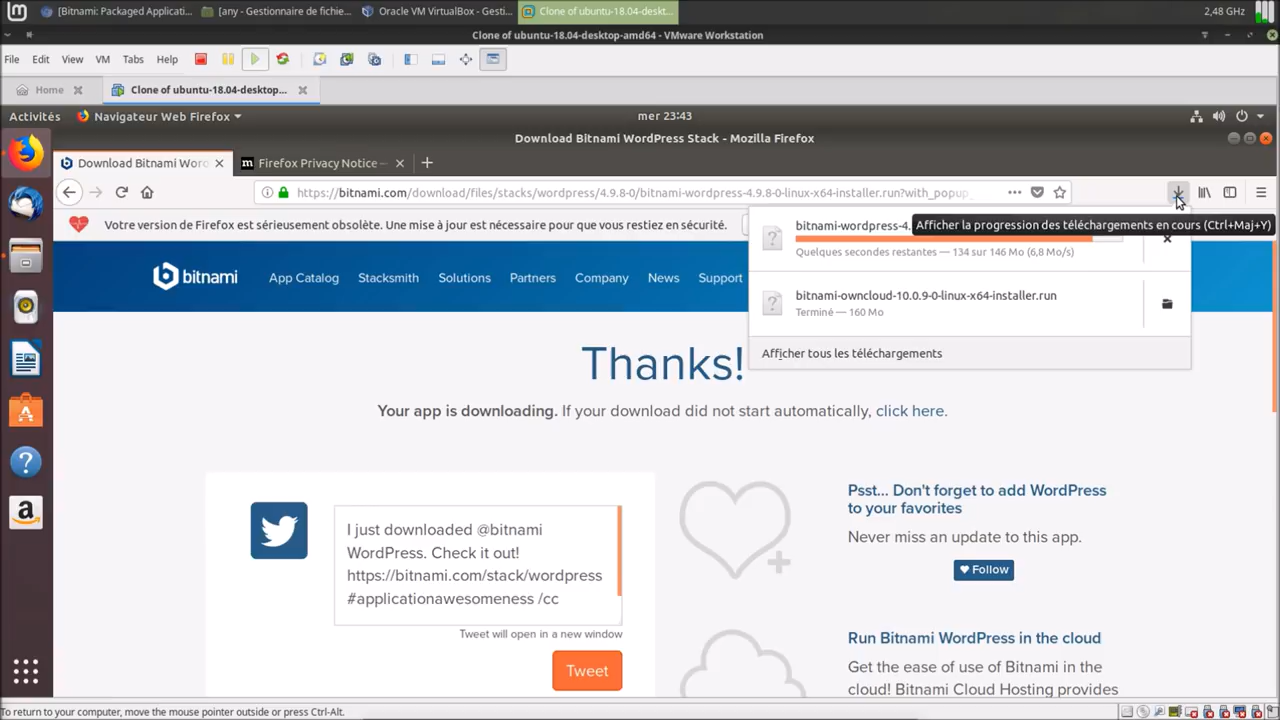 [Bitnami: Packaged Applicati...
[any - Gestionnaire de fichie...
Oracle VM VirtualBox - Gesti...
Clone of ubuntu-18.04-deskt...
2,48 GHz
Clone of ubuntu-18.04-desktop-amd64 - VMware Workstation
File Edit View VM Tabs Help
Home
Clone of ubuntu-18.04-desktop...
Activités
Navigateur Web Firefox
mer 23:43
Download Bitnami WordPress Stack - Mozilla Firefox
Download Bitnami Wor
Firefox Privacy Notice —
https://bitnami.com/download/files/stacks/wordpress/4.9.8-0/bitnami-wordpress-4.9.8-0-linux-x64-installer.run?with_popup_
Votre version de Firefox est sérieusement obsolète. Une mise à jour est nécessaire pour que vous restiez en sécurité.
bitnami-wordpress-4.
Afficher la progression des téléchargements en cours (Ctrl+Maj+Y)
Quelques secondes restantes — 134 sur 146 Mo (6,8 Mo/s)
bitnami-owncloud-10.0.9-0-linux-x64-installer.run
Terminé — 160 Mo
Afficher tous les téléchargements
bitnami
App Catalog Stacksmith Solutions Partners Company News Support
Thanks!
Your app is downloading. If your download did not start automatically, click here.
I just downloaded @bitnami
WordPress. Check it out!
https://bitnami.com/stack/wordpress
#applicationawesomeness /cc
Tweet will open in a new window
Tweet
Psst... Don't forget to add WordPress
to your favorites
Never miss an update to this app.
Follow
Run Bitnami WordPress in the cloud
Get the ease of use of Bitnami in the
cloud! Bitnami Cloud Hosting provides
To return to your computer, move the mouse pointer outside or press Ctrl-Alt.